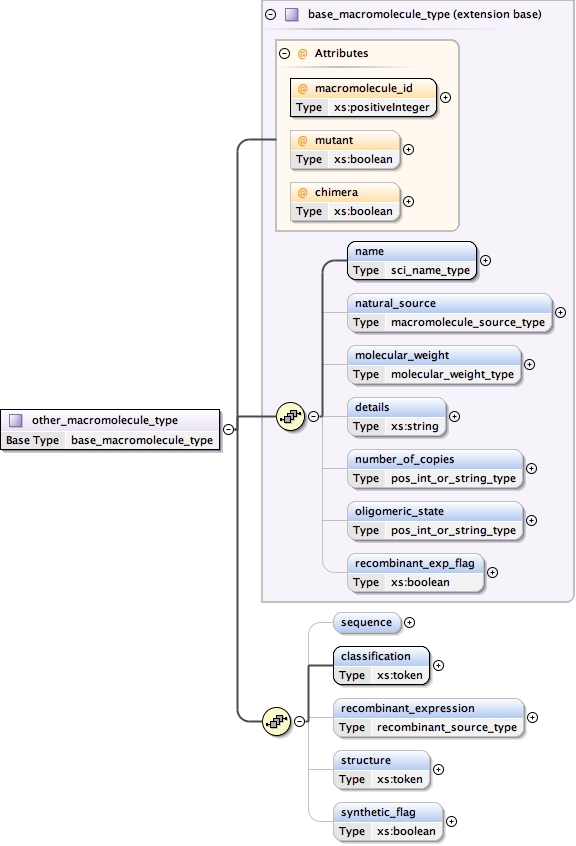 base_macromolecule_type (extension base)
@ Attributes
@ macromolecule_id
Type xs:positiveInteger
@ mutant
Type xs:boolean
@ chimera
Type xs:boolean
name
Type sci_name_type
natural_source
Type macromolecule_source_type
molecular_weight
Type molecular_weight_type
details
Type xs:string
number_of_copies
Type pos_int_or_string_type
oligomeric_state
Type pos_int_or_string_type
recombinant_exp_flag
Type xs:boolean
other_macromolecule_type
Base Type base_macromolecule_type
sequence
classification
Type xs:token
recombinant_expression
Type recombinant_source_type
structure
Type xs:token
synthetic_flag
Type xs:boolean